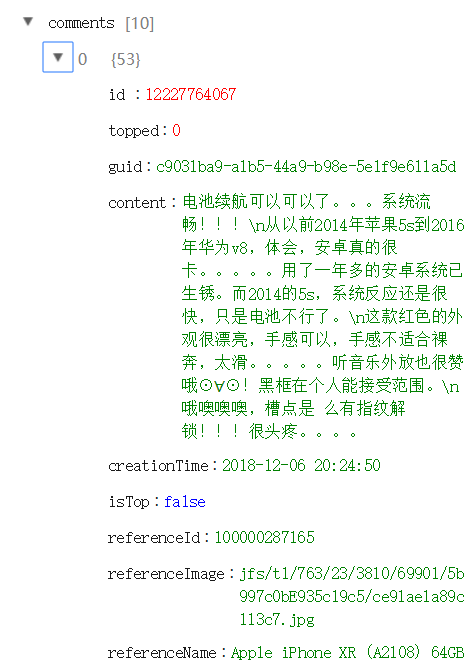 comments [10]
0 {53}
id :12227764067
topped:0
guid:c9031ba9-a1b5-44a9-b98e-5e1f9e611a5d
content:电池续航可以可以了。。。系统流
畅！！！\n从以前2014年苹果5s到2016
年华为v8，体会，安卓真的很
卡。。。。。用了一年多的安卓系统已
生锈。而2014的5s，系统反应还是很
快，只是电池不行了。\n这款红色的外
观很漂亮，手感可以，手感不适合裸
奔，太滑。。。。。听音乐外放也很赞
哦⊙∀⊙！黑框在个人能接受范围。\n
哦噢噢噢，槽点是 么有指纹解
锁！！！很头疼。。。。
creationTime:2018-12-06 20:24:50
isTop:false
referenceId:100000287165
referenceImage:jfs/t1/763/23/3810/69901/5b
997c0bE935c19c5/ce91ae1a89c
113c7.jpg
referenceName:Apple iPhone XR (A2108) 64GB